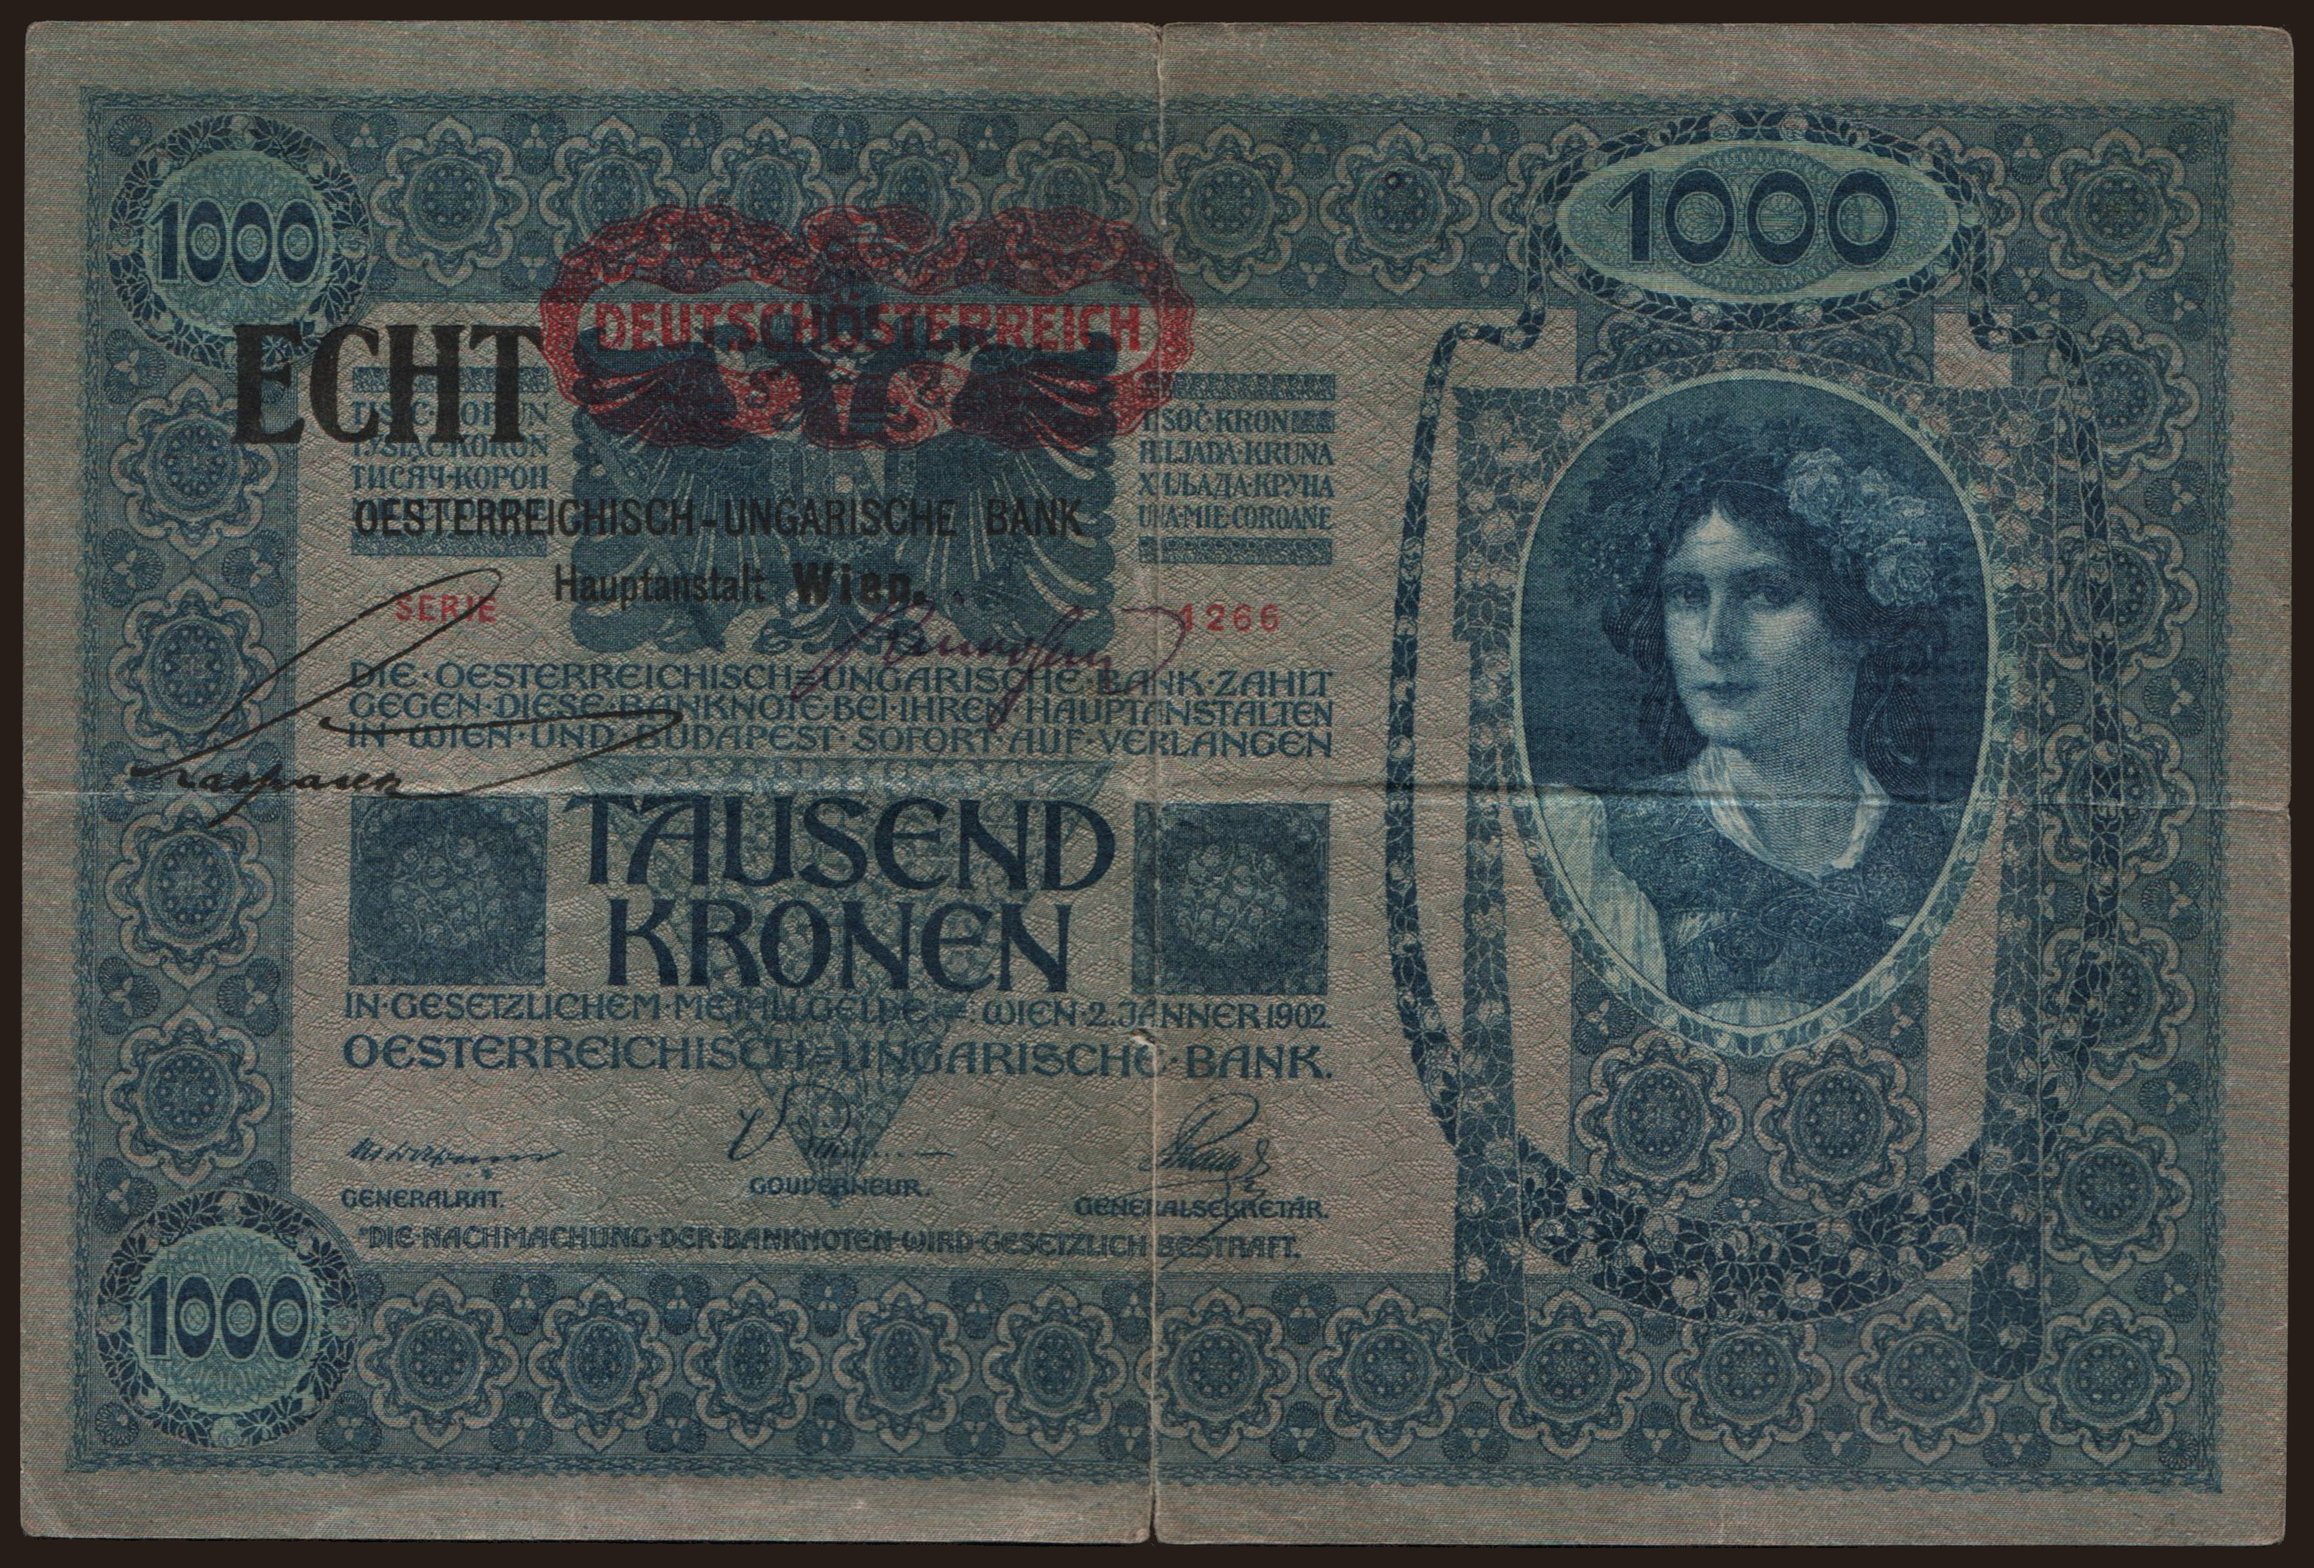 1000
1000
DEUTSCHÖSTERREICH
ECHT
TYSIĄC·KORON
ТИСЯЧ·КОРОН
TISOČ·KRON
HILJADA·KRUNA
ХИЉАДА·КРУНА
UNA·MIE·COROANE
OESTERREICHISCH-UNGARISCHE BANK
Hauptanstalt Wien.
SERIE
1266
DIE·OESTERREICHISCH=UNGARISCHE·BANK·ZAHLT
GEGEN·DIESE·BANKNOTE·BEI·IHREN·HAUPTANSTALTEN
IN·WIEN·UND·BUDAPEST·SOFORT·AUF·VERLANGEN
TAUSEND
KRONEN
IN·GESETZLICHEM·METALLGELDE·=·WIEN·2.JÄNNER 1902.
OESTERREICHISCH=UNGARISCHE·BANK.
GENERALRAT.
GOUVERNEUR.
GENERALSEKRETÄR.
*DIE·NACHMACHUNG·DER·BANKNOTEN·WIRD·GESETZLICH BESTRAFT.
1000